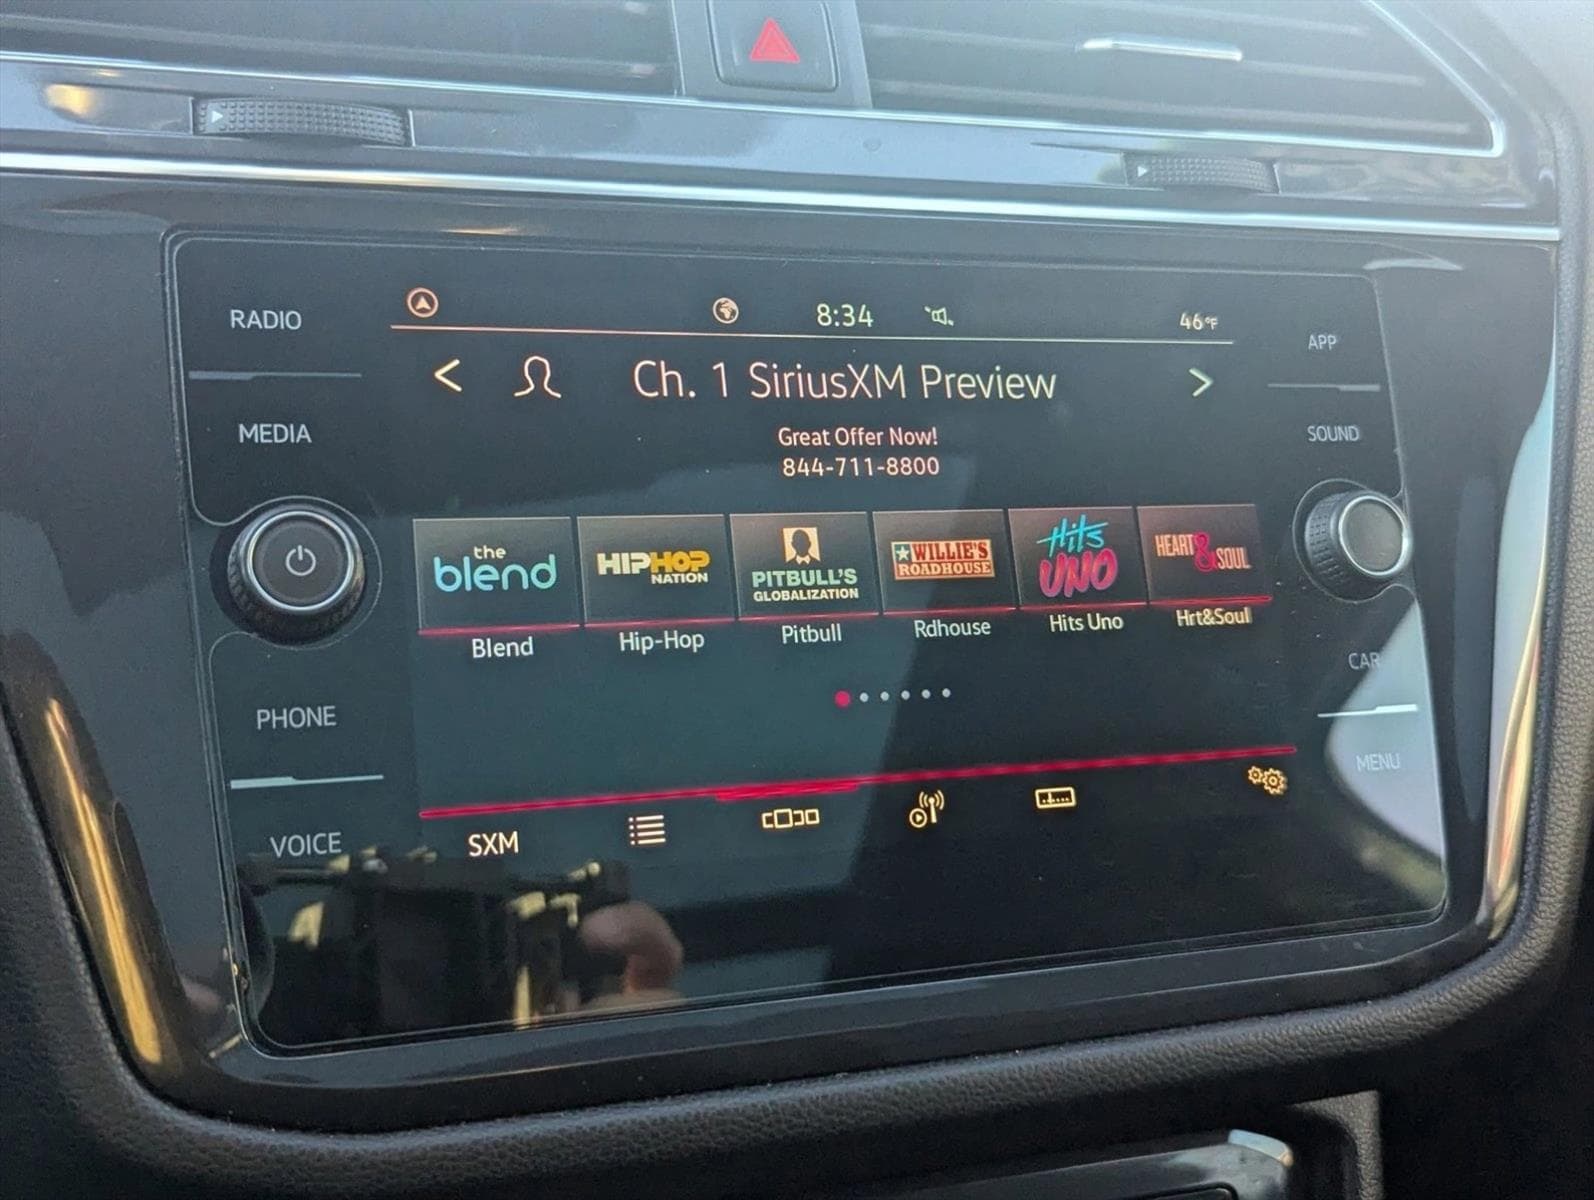 RADIO
MEDIA
PHONE
VOICE
8:34
46°F
Ch. 1 SiriusXM Preview
Great Offer Now!
844-711-8800
the
blend
HIPHOP
NATION
PITBULL'S
GLOBALIZATION
WILLIE'S
ROADHOUSE
Hits
UNO
HEART & SOUL
Blend
Hip-Hop
Pitbull
Rdhouse
Hits Uno
Hrt&Soul
SXM
APP
SOUND
CAR
MENU